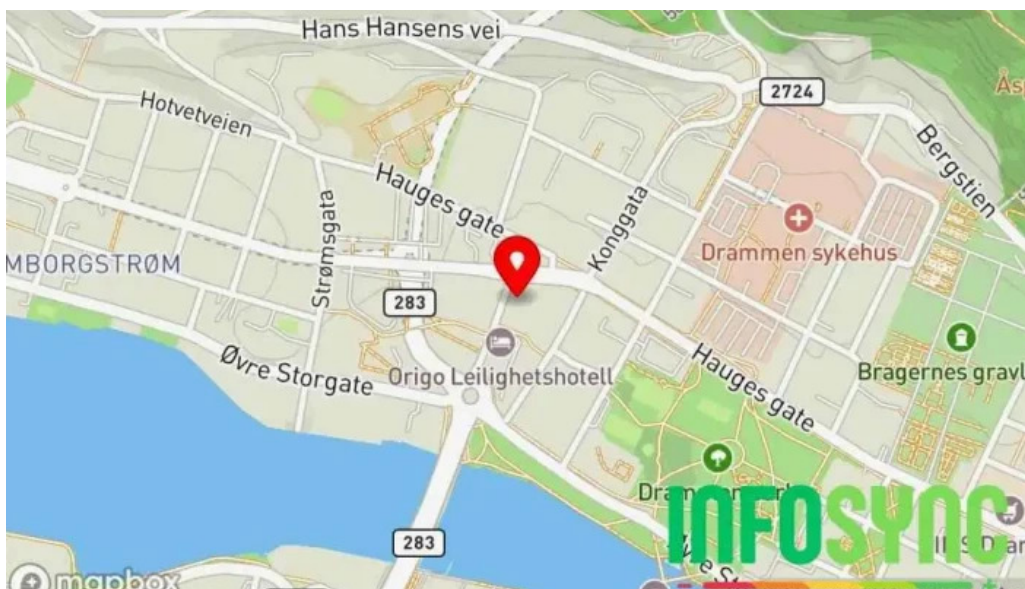 Hans Hansens vei
2724
Hotvetveien
Bergstien
Hauges gate
Konggata
Strømsgata
Drammen sykehus
MBORGSTRØM
283
Bragernes gravl
Øvre Storgate
Origo Leilighetshotell
Hauges gate
INFOSYNC
283
mapbox